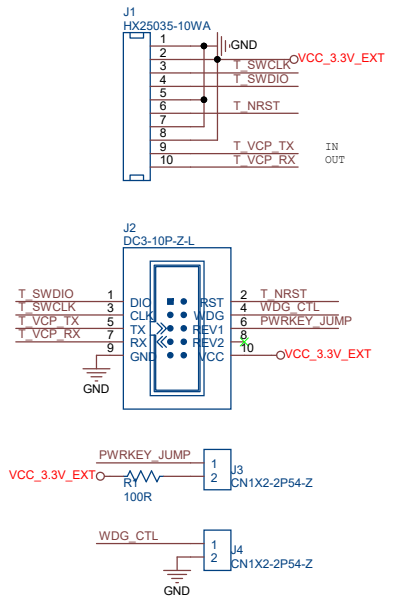 J1
HX25035-10WA
1
GND
2
VCC_3.3V_EXT
3
T_SWCLK
4
T_SWDIO
5
6
T_NRST
7
8
9
T_VCP_TX
IN
10
T_VCP_RX
OUT
J2
DC3-10P-Z-L
T_SWDIO
1
DIO
RST
2
T_NRST
T_SWCLK
3
CLK
WDG
4
WDG_CTL
T_VCP_TX
5
TX
REV1
6
PWRKEY_JUMP
T_VCP_RX
7
RX
REV2
8
9
GND
VCC
10
VCC_3.3V_EXT
GND
PWRKEY_JUMP
1
J3
VCC_3.3V_EXT
R1
2
CN1X2-2P54-Z
100R
WDG_CTL
1
J4
2
CN1X2-2P54-Z
GND